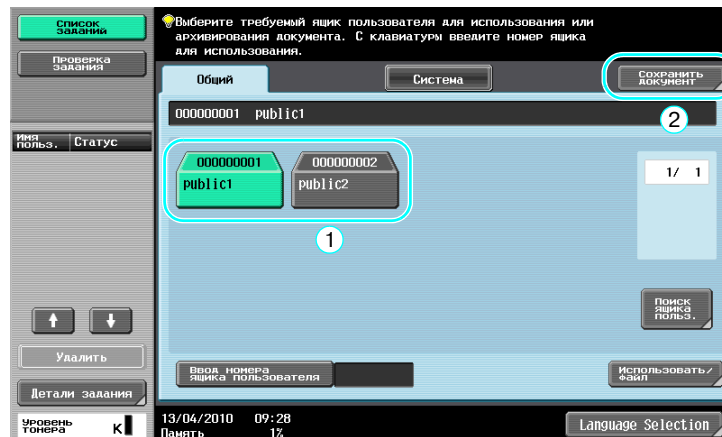 Список
заданий
Проверка
задания
Имя
польз.
Статус
Удалить
Детали задания
Уровень
тонера
K
Выберите требуемый ящик пользователя для использования или
архивирования документа. С клавиатуры введите номер ящика
для использования.
Общий
Система
Сохранить
документ
2
000000001 public1
000000001
public1
000000002
public2
1
1/ 1
Поиск
ящика
польз.
Ввод номера
ящика пользователя
Использовать/
файл
13/04/2010 09:28
Память 1%
Language Selection